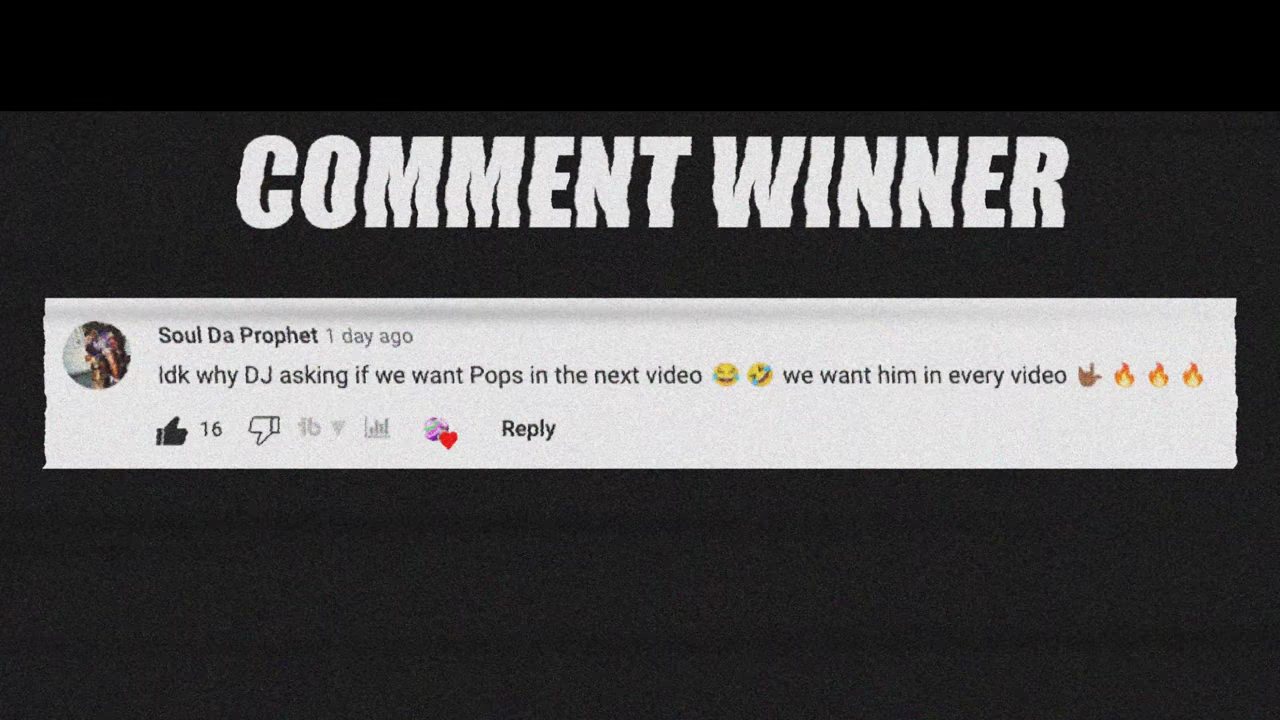 COMMENT WINNER
Soul Da Prophet 1 day ago
Idk why DJ asking if we want Pops in the next video 😂 🤣 we want him in every video 🤟🏾 🔥 🔥 🔥
16 Reply